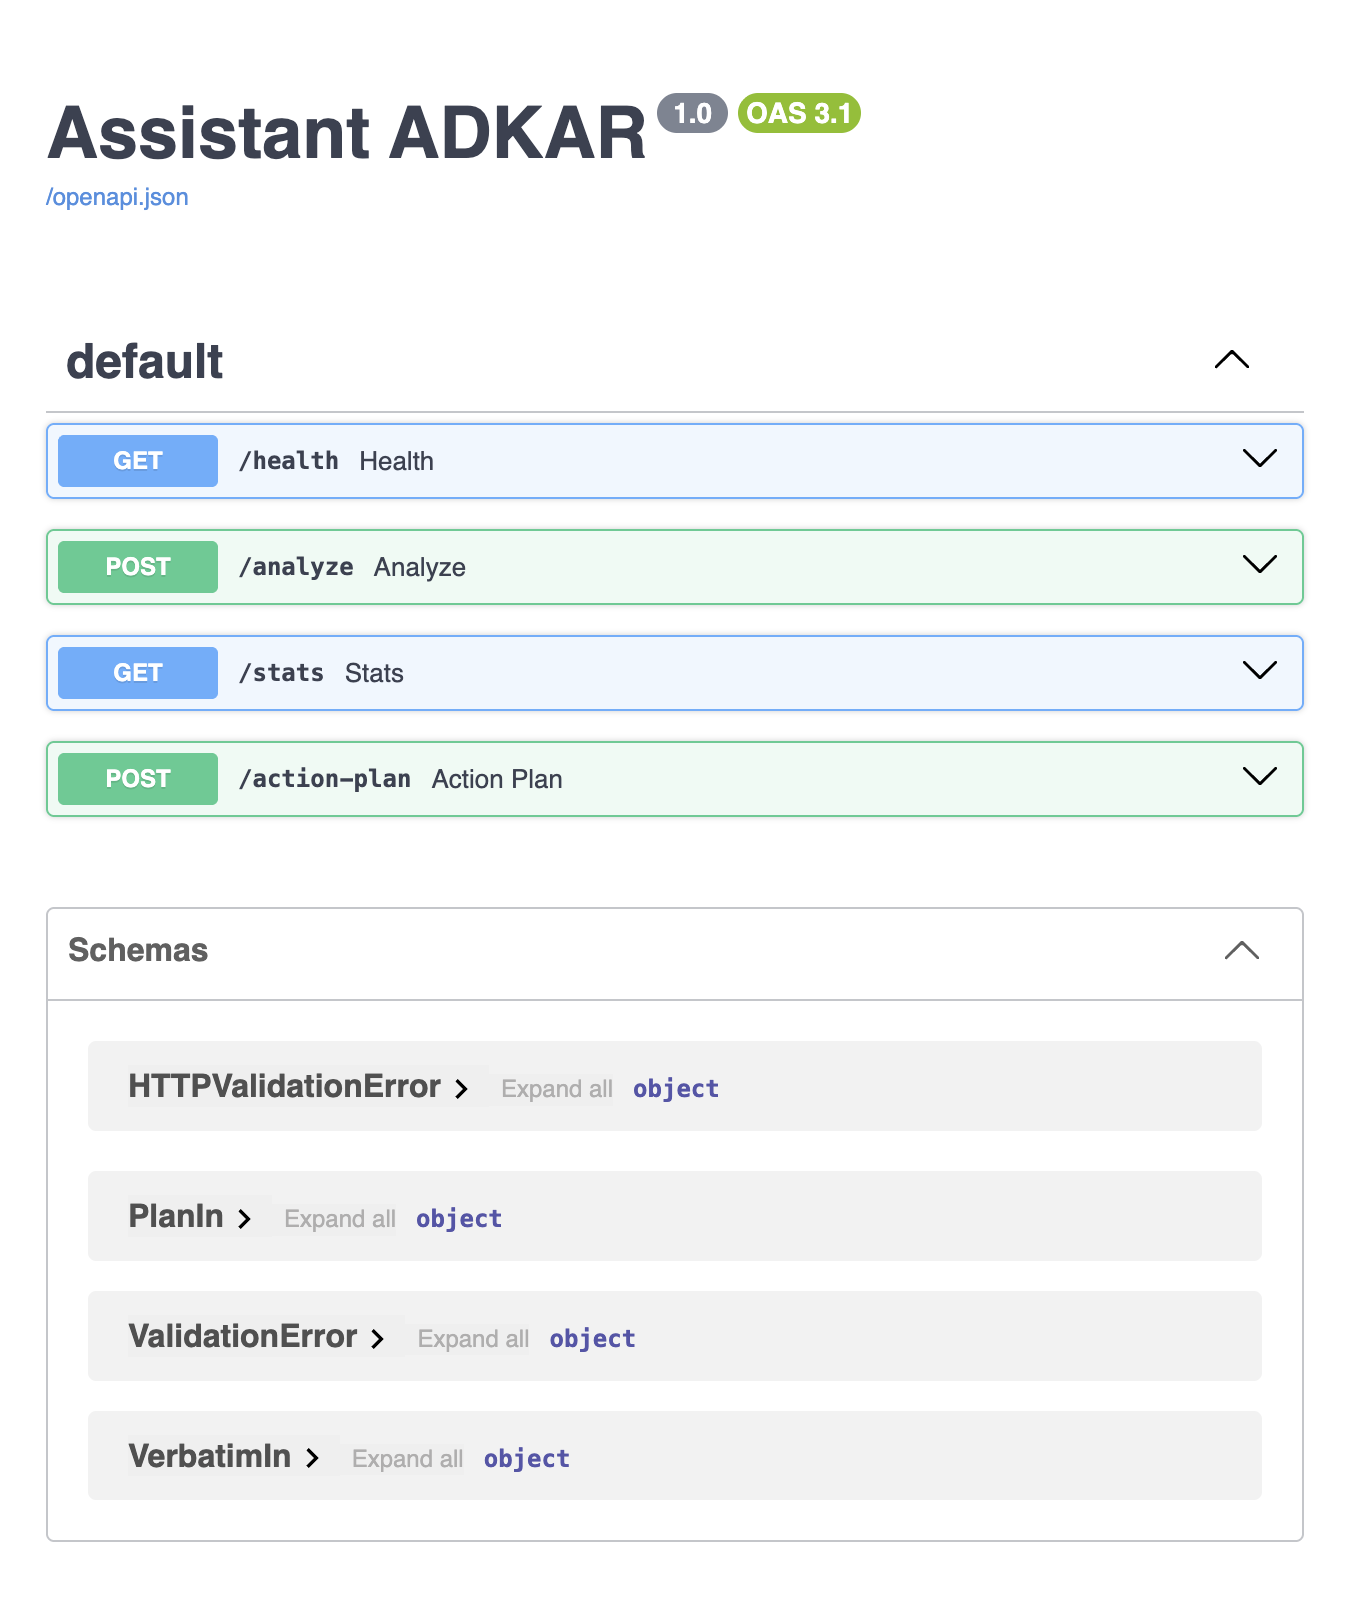 Assistant ADKAR 1.0 OAS 3.1
/openapi.json
default
GET /health Health
POST /analyze Analyze
GET /stats Stats
POST /action-plan Action Plan
Schemas
HTTPValidationError Expand all object
PlanIn Expand all object
ValidationError Expand all object
VerbatimIn Expand all object